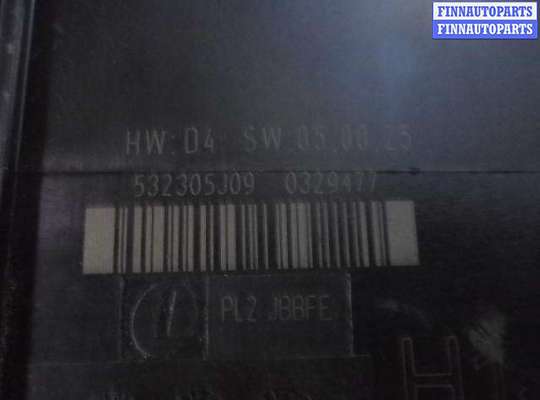 FINNAUTOPARTS
FINNAUTOPARTS
HW:04 SW:05.00.25
532305J09 0329477
PL2 JBBFE
H